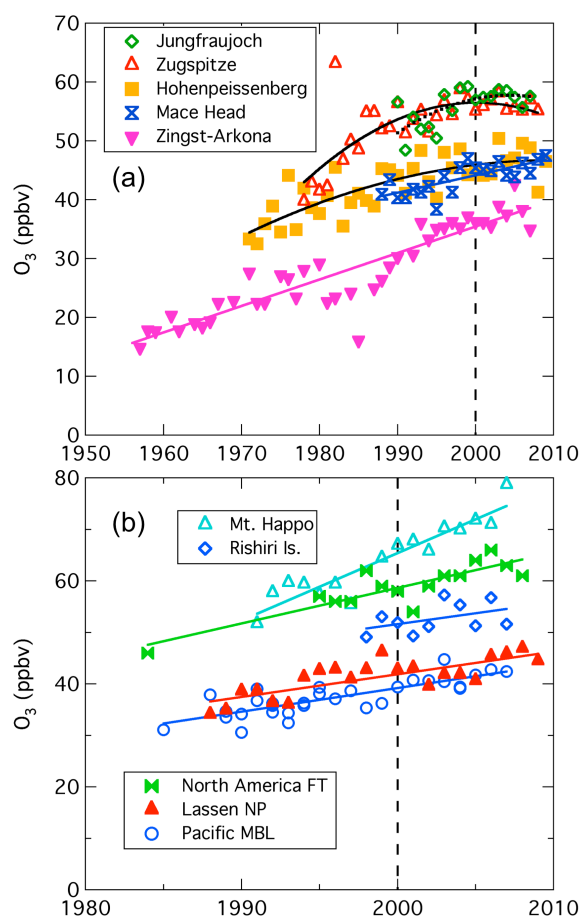 70
60
50
40
30
20
10
0
O3 (ppbv)
Jungfraujoch
Zugspitze
Hohenpeissenberg
Mace Head
Zingst-Arkona
(a)
1950 1960 1970 1980 1990 2000 2010
80
60
40
20
0
O3 (ppbv)
(b)
Mt. Happo
Rishiri Is.
North America FT
Lassen NP
Pacific MBL
1980 1990 2000 2010